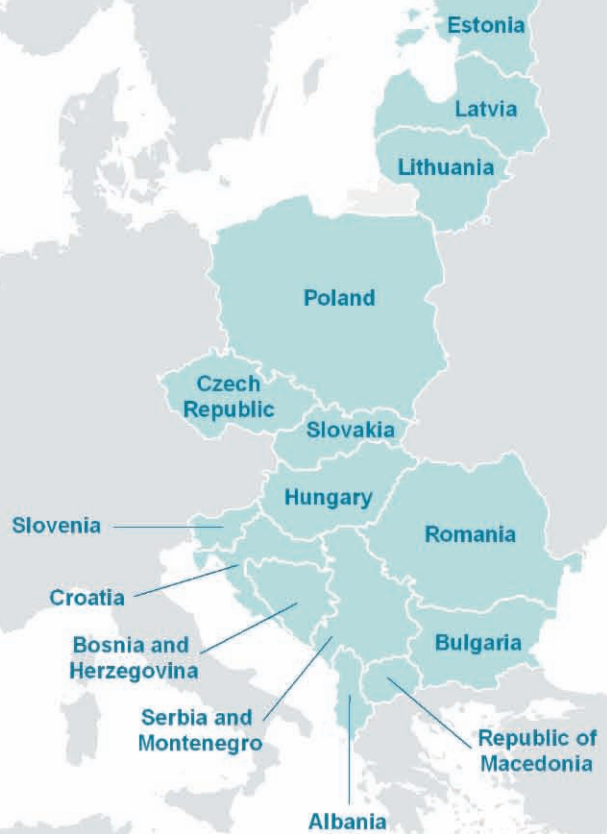 Estonia
Latvia
Lithuania
Poland
Czech
Republic
Slovakia
Hungary
Slovenia
Romania
Croatia
Bosnia and
Herzegovina
Bulgaria
Serbia and
Montenegro
Republic of
Macedonia
Albania